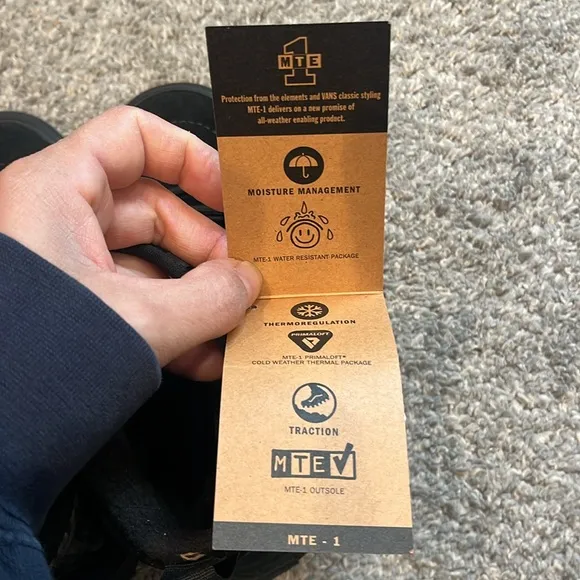 1
MTE
Protection from the elements and VANS classic styling
MTE-1 delivers on a new promise of
all-weather enabling product.
MOISTURE MANAGEMENT
MTE-1 WATER RESISTANT PACKAGE
THERMOREGULATION
PRIMALOFT
MTE-1 PRIMALOFT®
COLD WEATHER THERMAL PACKAGE
TRACTION
MTE
MTE-1 OUTSOLE
MTE - 1